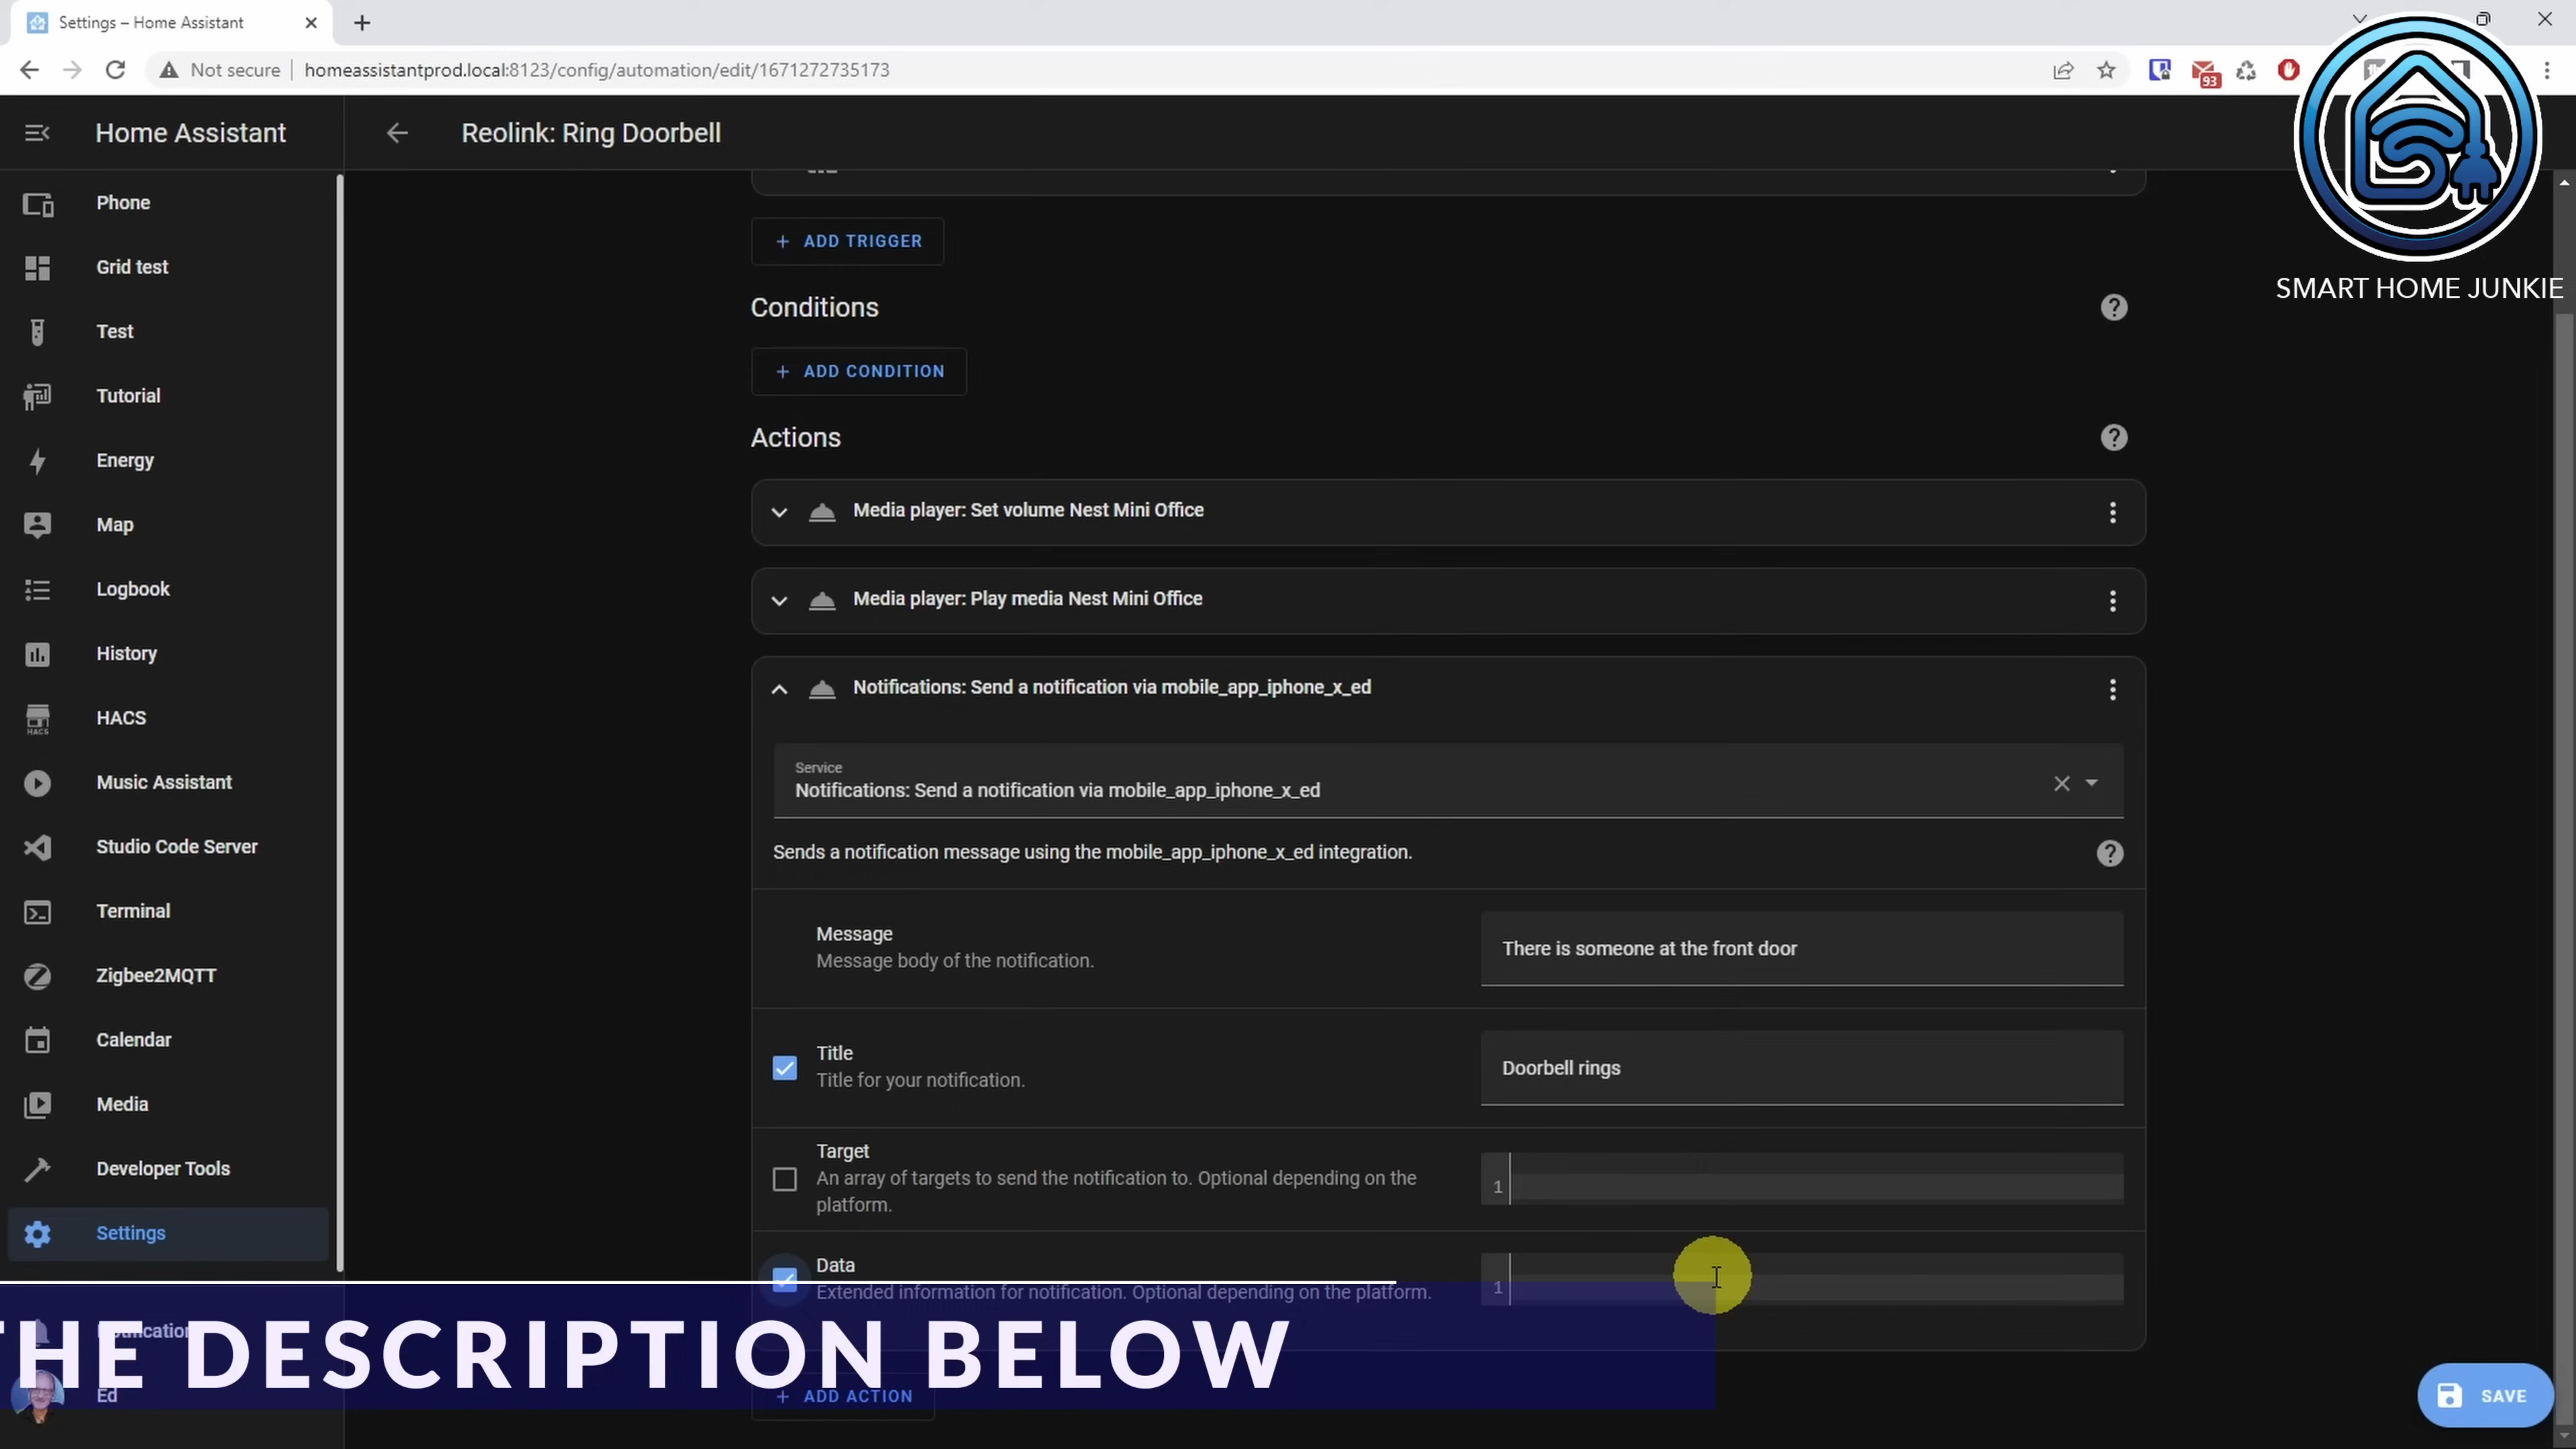 Settings – Home Assistant
Not secure
homeassistantprod.local:8123/config/automation/edit/1671272735173
93
Home Assistant
Reolink: Ring Doorbell
SMART HOME JUNKIE
Phone
Grid test
Test
Tutorial
Energy
Map
Logbook
History
HACS
HACS
Music Assistant
Studio Code Server
Terminal
Zigbee2MQTT
Calendar
Media
Developer Tools
Settings
Ed
+ ADD TRIGGER
Conditions
+ ADD CONDITION
Actions
Media player: Set volume Nest Mini Office
Media player: Play media Nest Mini Office
Notifications: Send a notification via mobile_app_iphone_x_ed
Service
Notifications: Send a notification via mobile_app_iphone_x_ed
Sends a notification message using the mobile_app_iphone_x_ed integration.
Message
Message body of the notification.
There is someone at the front door
Title
Title for your notification.
Doorbell rings
Target
An array of targets to send the notification to. Optional depending on the
platform.
1
Data
Extended information for notification. Optional depending on the platform.
1
THE DESCRIPTION BELOW
+ ADD ACTION
SAVE